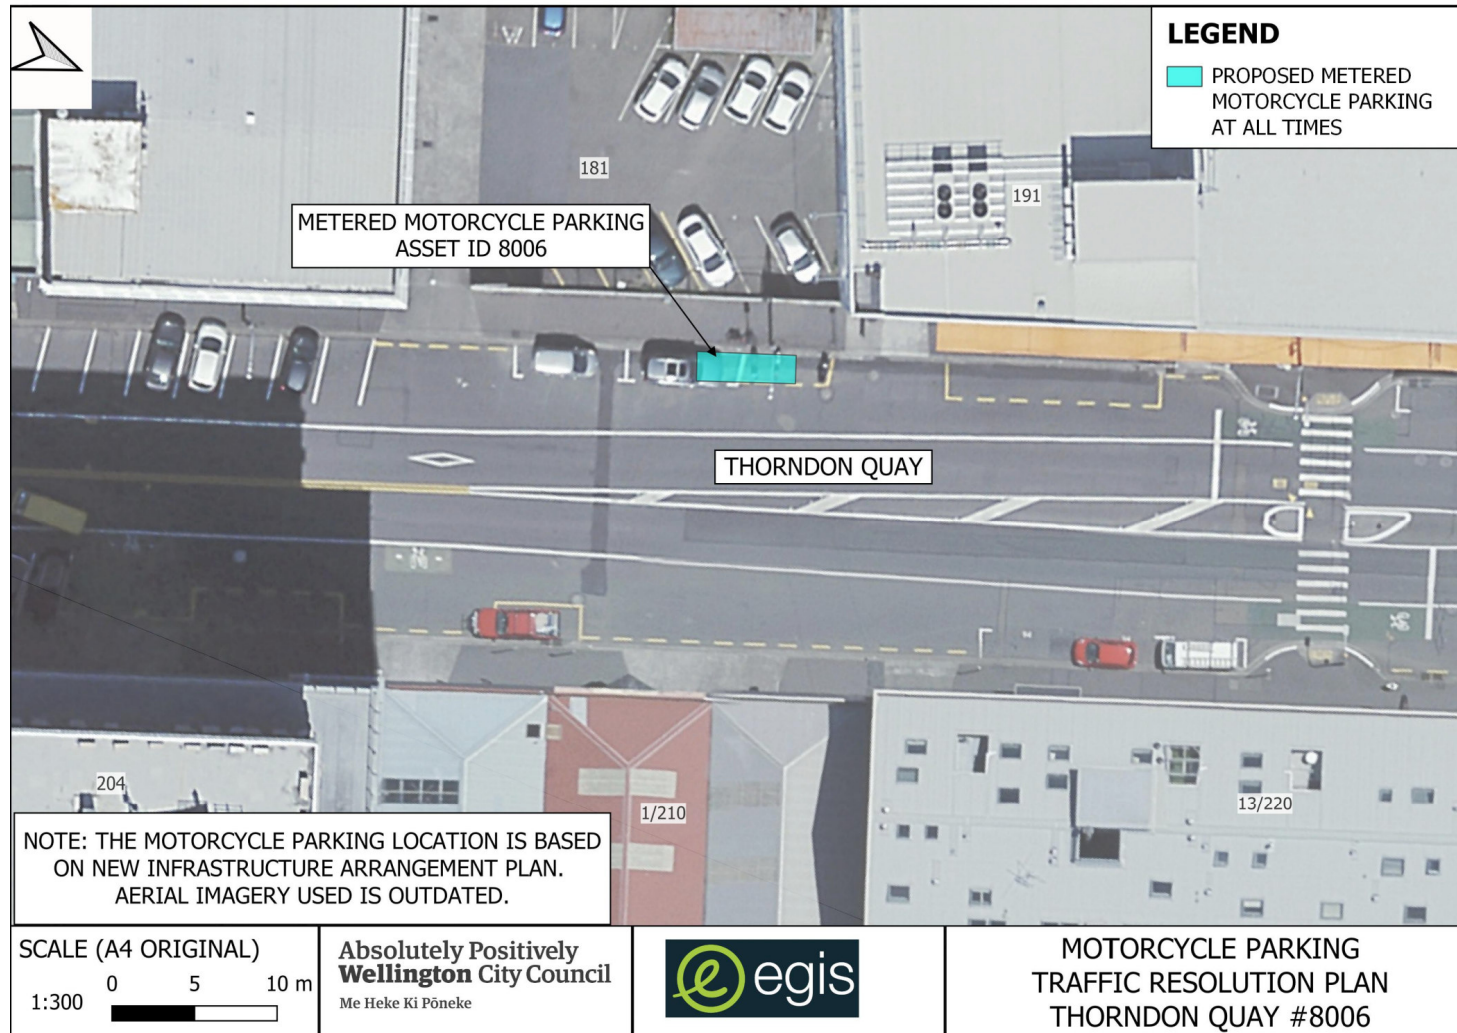 LEGEND
PROPOSED METERED
MOTORCYCLE PARKING
AT ALL TIMES
181
191
METERED MOTORCYCLE PARKING
ASSET ID 8006
THORNDON QUAY
204
1/210
13/220
NOTE: THE MOTORCYCLE PARKING LOCATION IS BASED
ON NEW INFRASTRUCTURE ARRANGEMENT PLAN.
AERIAL IMAGERY USED IS OUTDATED.
SCALE (A4 ORIGINAL)
1:300
0 5 10 m
Absolutely Positively
Wellington City Council
Me Heke Ki Pōneke
e egis
MOTORCYCLE PARKING
TRAFFIC RESOLUTION PLAN
THORNDON QUAY #8006